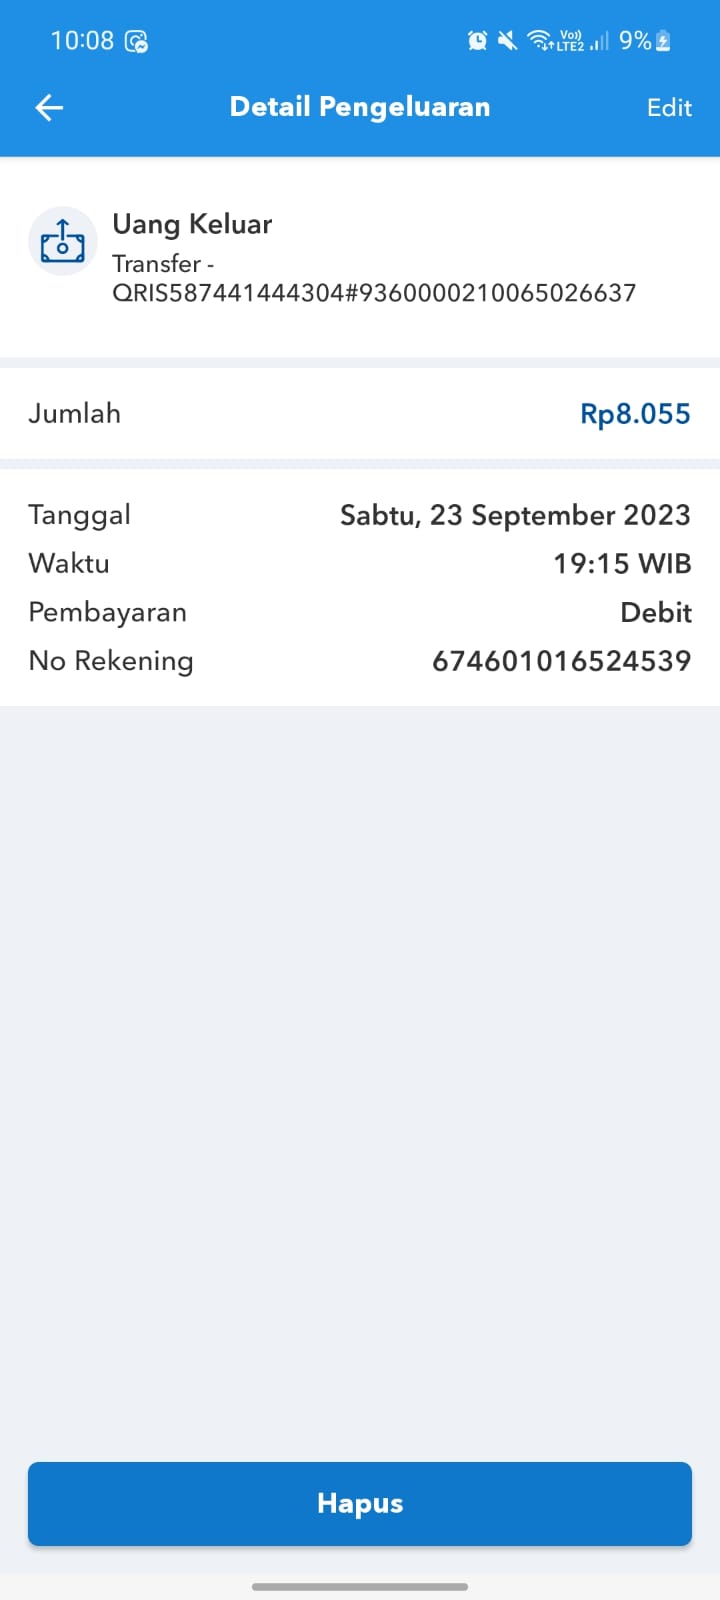 10:08 Vo)) LTE2 9%
Detail Pengeluaran Edit
Uang Keluar
Transfer -
QRIS587441444304#9360000210065026637
Jumlah Rp8.055
Tanggal Sabtu, 23 September 2023
Waktu 19:15 WIB
Pembayaran Debit
No Rekening 674601016524539
Hapus